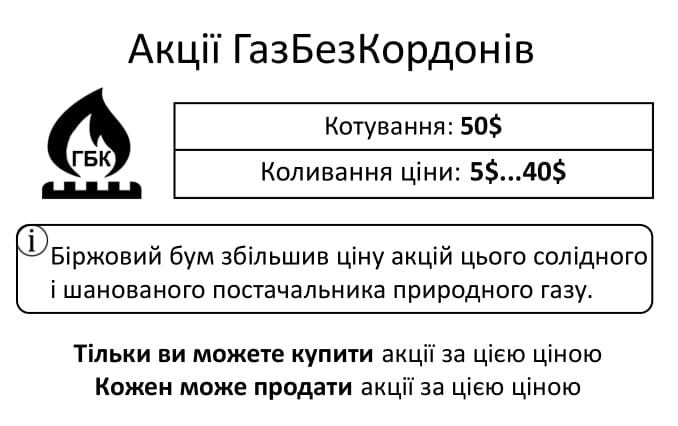 Акції ГазБезКордонів
ГБК
Котування: 50$
Коливання ціни: 5$...40$
i
Біржовий бум збільшив ціну акцій цього солідного
і шанованого постачальника природного газу.
Тільки ви можете купити акції за цією ціною
Кожен може продати акції за цією ціною